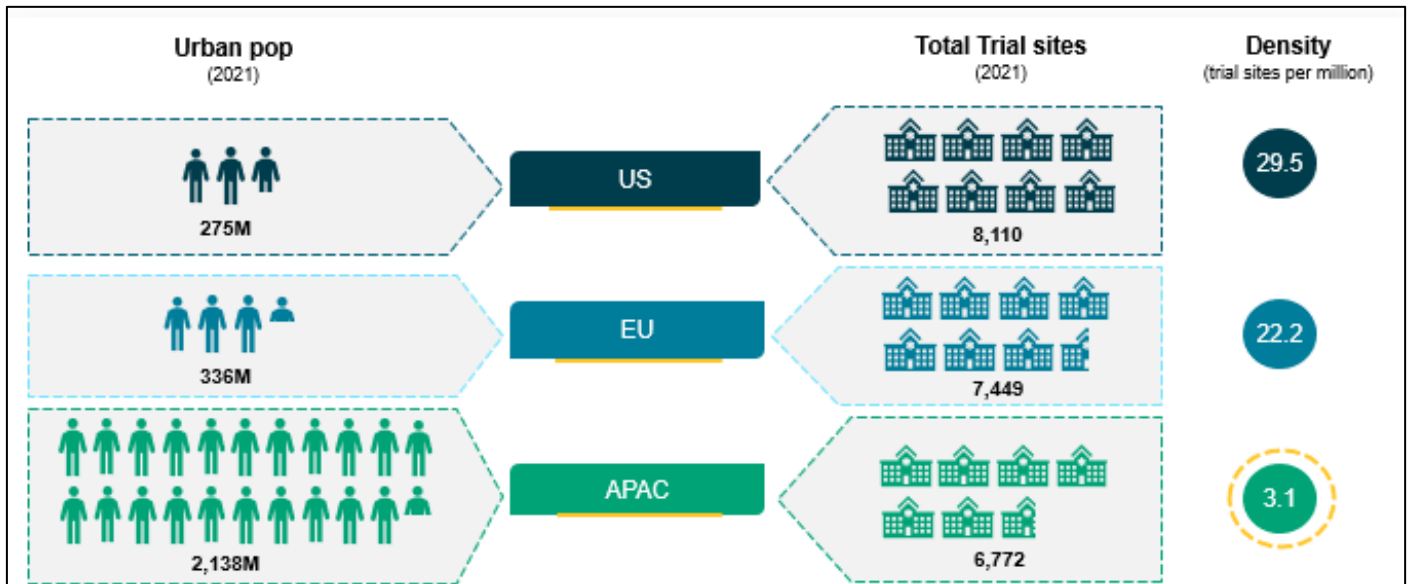 Urban pop
(2021)
Total Trial sites
(2021)
Density
(trial sites per million)
275M
US
8,110
29.5
336M
EU
7,449
22.2
2,138M
APAC
6,772
3.1